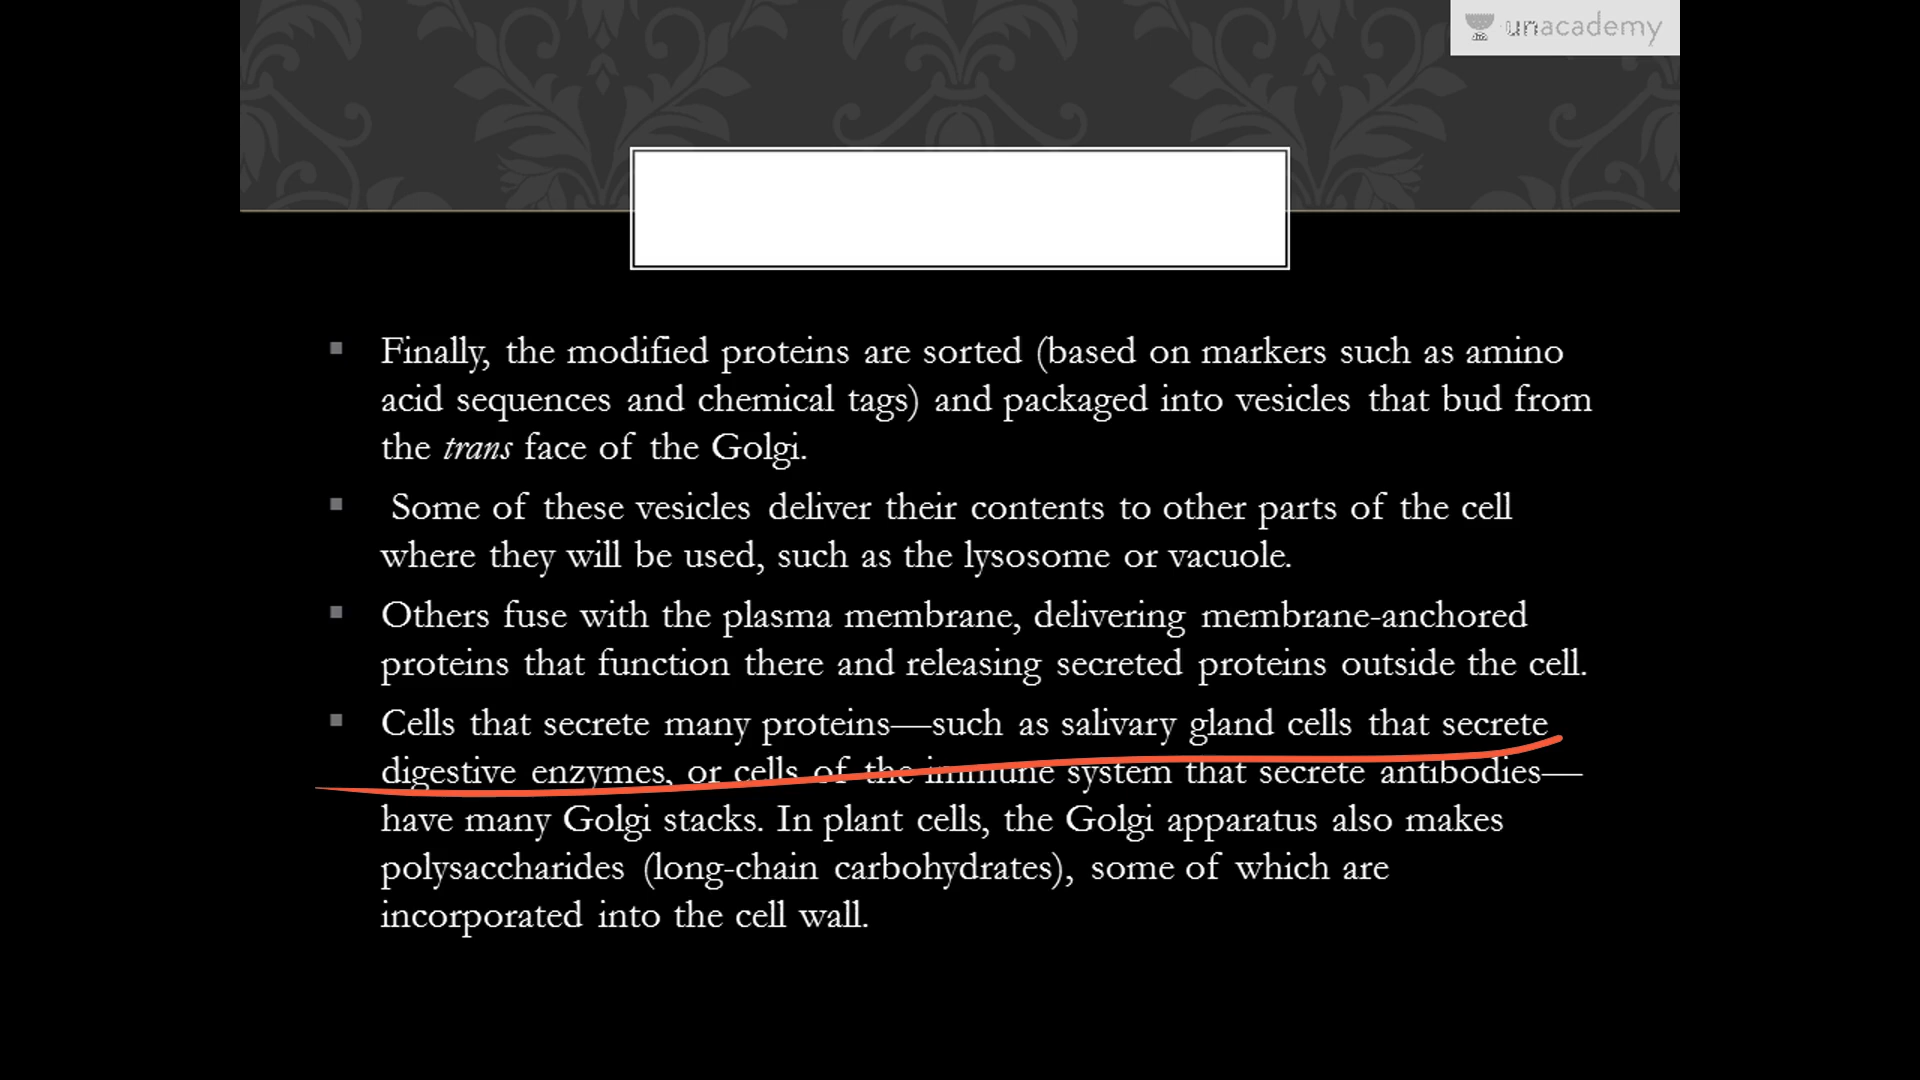 unacademy
Finally, the modified proteins are sorted (based on markers such as amino
acid sequences and chemical tags) and packaged into vesicles that bud from
the trans face of the Golgi.
Some of these vesicles deliver their contents to other parts of the cell
where they will be used, such as the lysosome or vacuole.
Others fuse with the plasma membrane, delivering membrane-anchored
proteins that function there and releasing secreted proteins outside the cell.
Cells that secrete many proteins—such as salivary gland cells that secrete
digestive enzymes, or cells of the immune system that secrete antibodies—
have many Golgi stacks. In plant cells, the Golgi apparatus also makes
polysaccharides (long-chain carbohydrates), some of which are
incorporated into the cell wall.